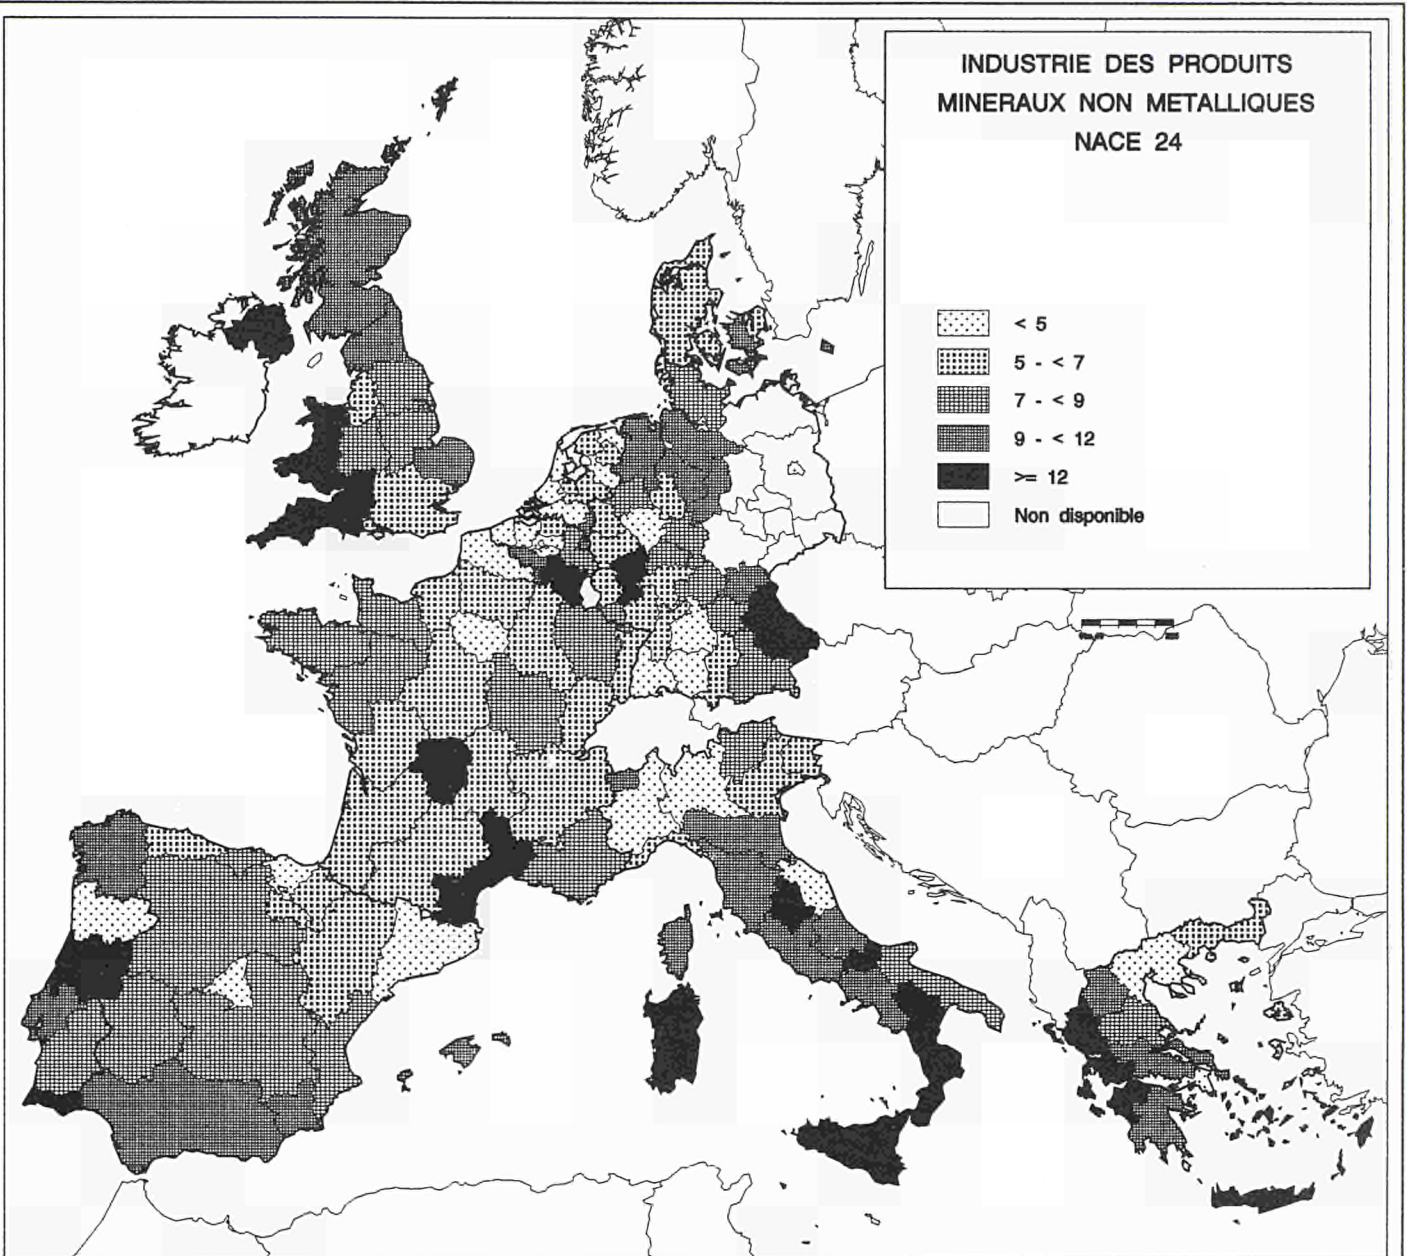 INDUSTRIE DES PRODUITS
MINERAUX NON METALLIQUES
NACE 24
< 5
5 - < 7
7 - < 9
9 - < 12
>= 12
Non disponible